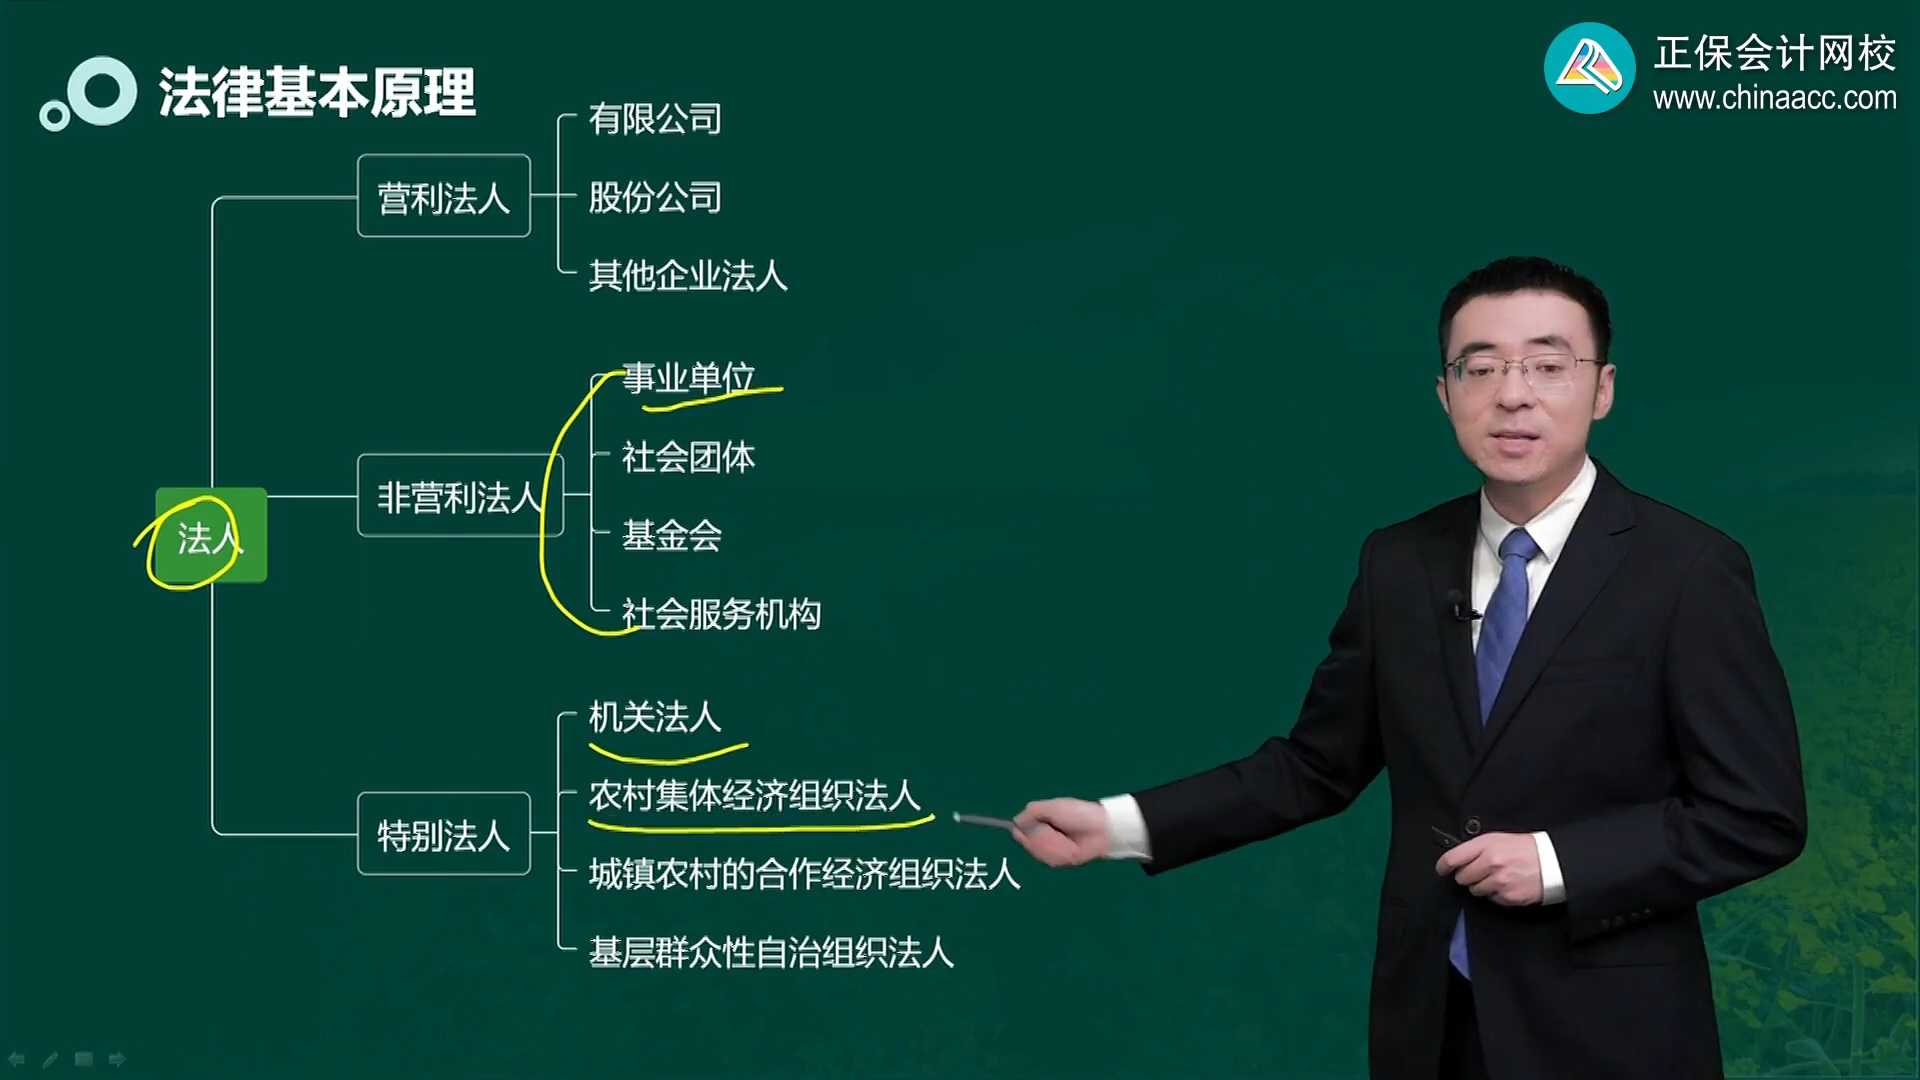 法律基本原理
正保会计网校
www.chinaacc.com
法人
营利法人
有限公司
股份公司
其他企业法人
非营利法人
事业单位
社会团体
基金会
社会服务机构
特别法人
机关法人
农村集体经济组织法人
城镇农村的合作经济组织法人
基层群众性自治组织法人